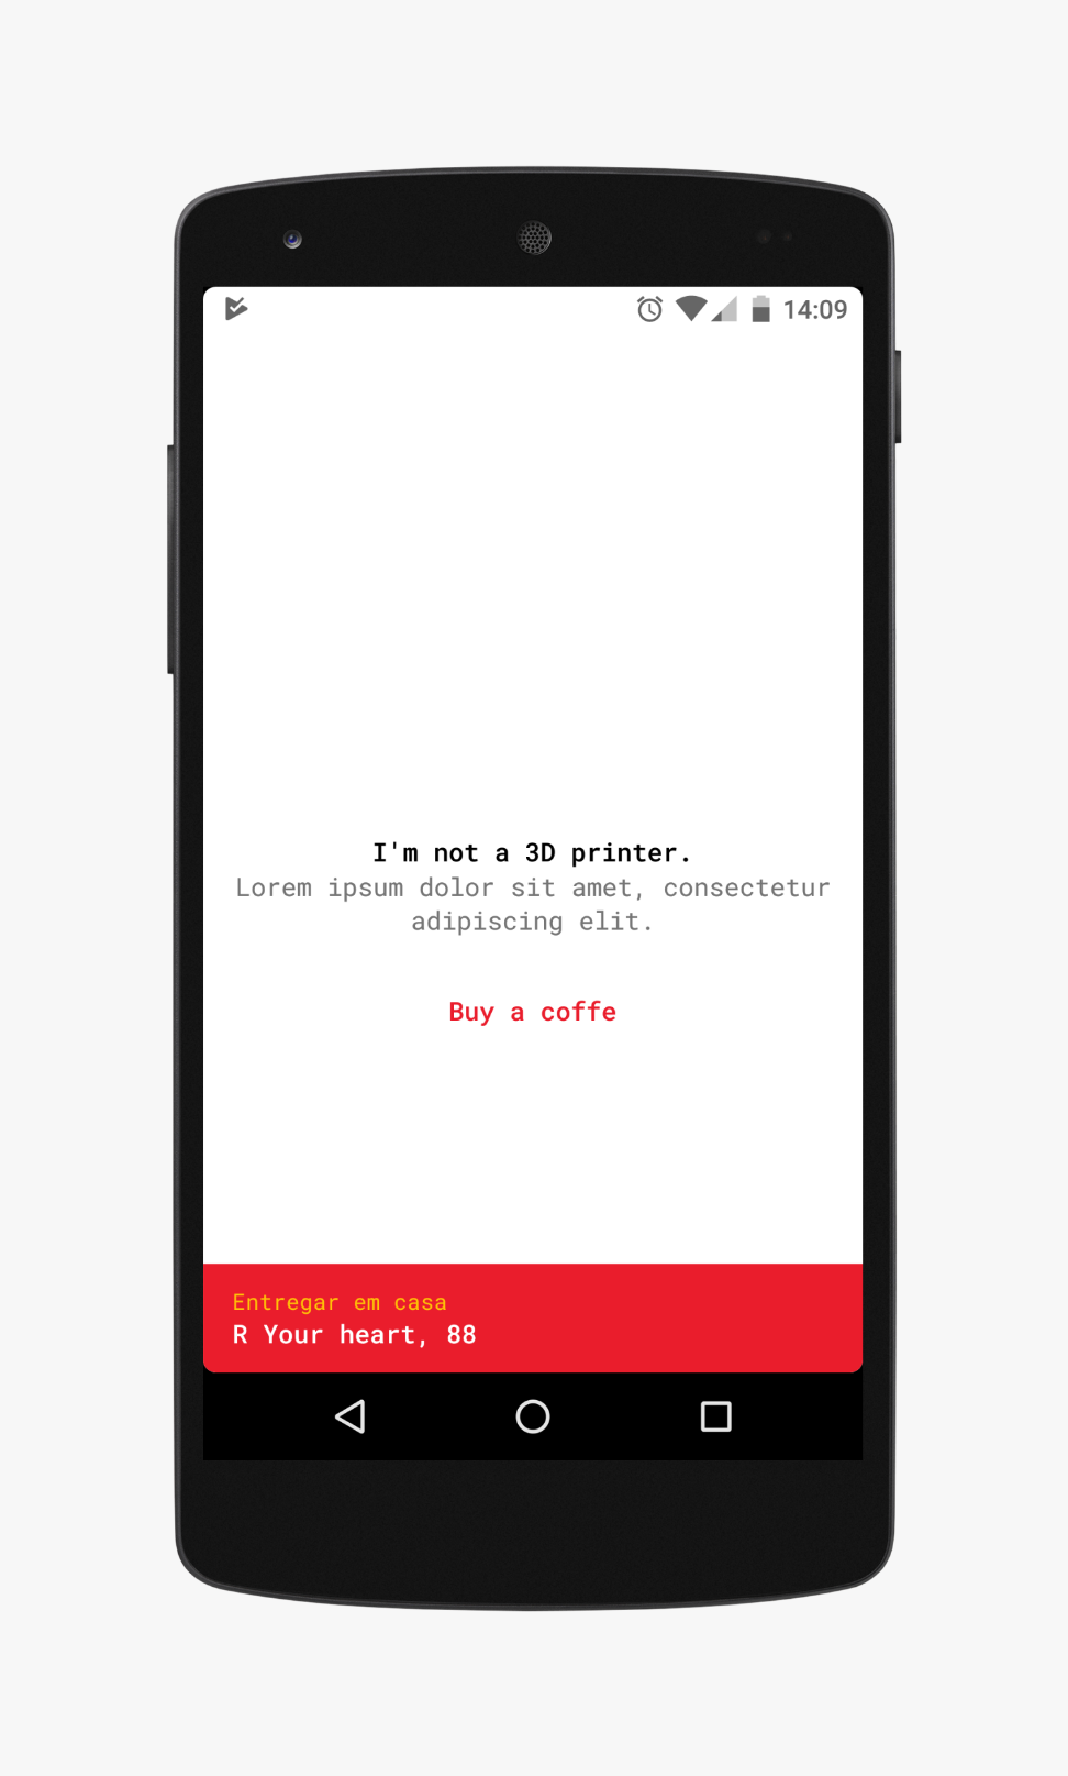 14:09
I'm not a 3D printer.
Lorem ipsum dolor sit amet, consectetur
adipiscing elit.
Buy a coffe
Entregar em casa
R Your heart, 88